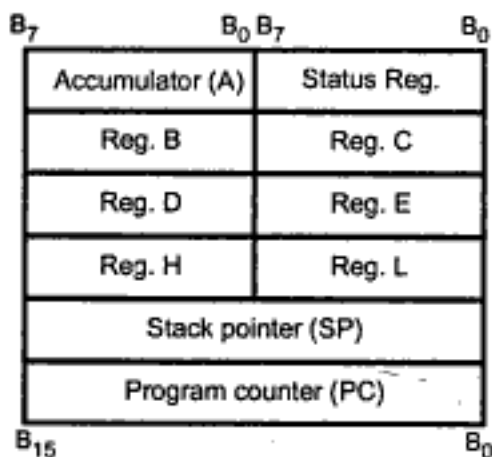 B7 B0 B7 B0
Accumulator (A) Status Reg.
Reg. B Reg. C
Reg. D Reg. E
Reg. H Reg. L
Stack pointer (SP)
Program counter (PC)
B15 B0